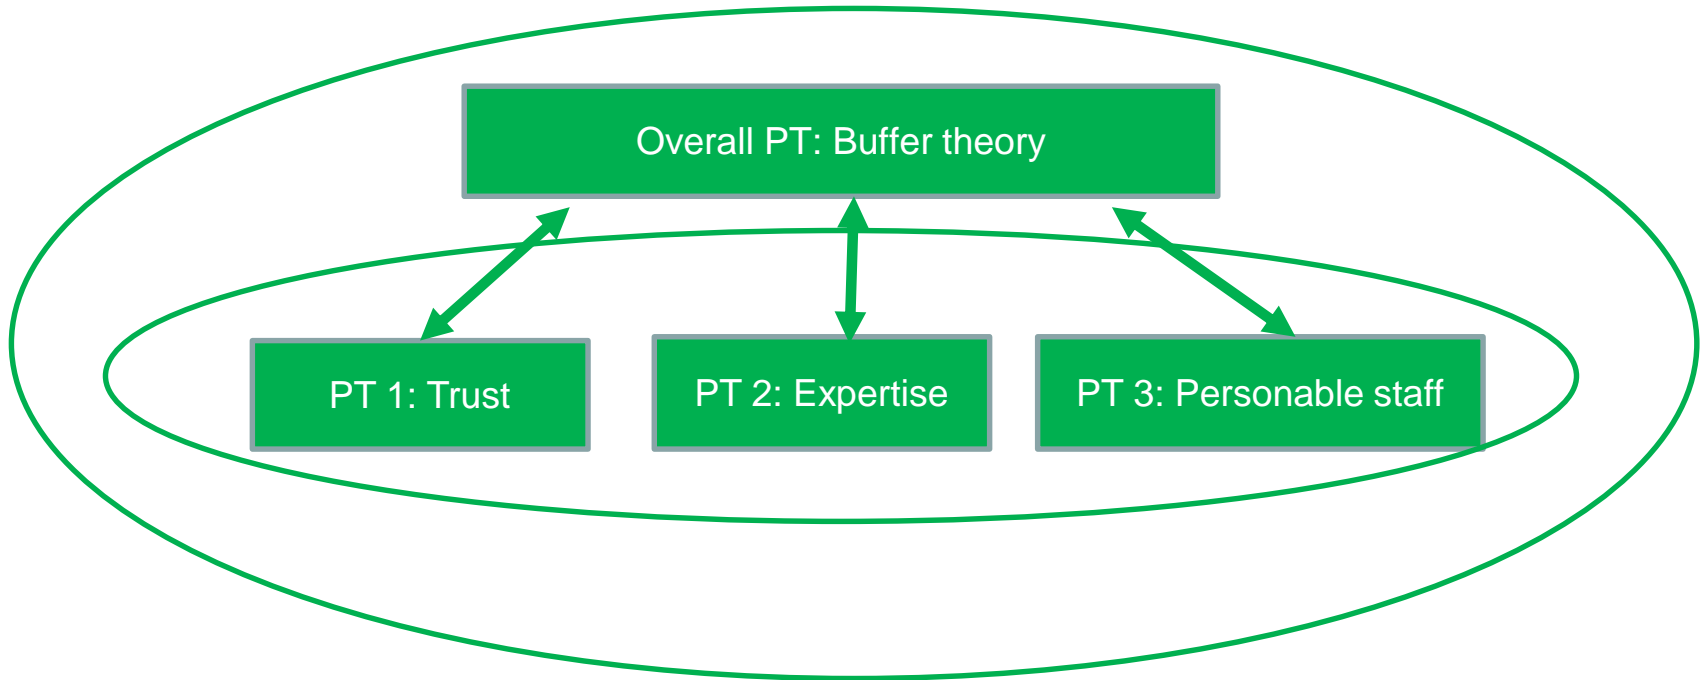 Overall PT: Buffer theory
PT 1: Trust
PT 2: Expertise
PT 3: Personable staff